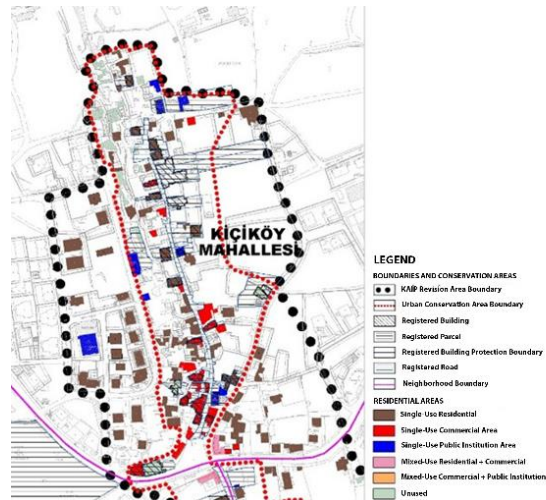 KİÇİKÖY
MAHALLESİ
LEGEND
BOUNDARIES AND CONSERVATION AREAS
KAİP Revision Area Boundary
Urban Conservation Area Boundary
Registered Building
Registered Parcel
Registered Building Protection Boundary
Registered Road
Neighborhood Boundary
RESIDENTIAL AREAS
Single-Use Residential
Single-Use Commercial Area
Single-Use Public Institution Area
Mixed-Use Residential + Commercial
Mixed-Use Commercial + Public Institution
Unused